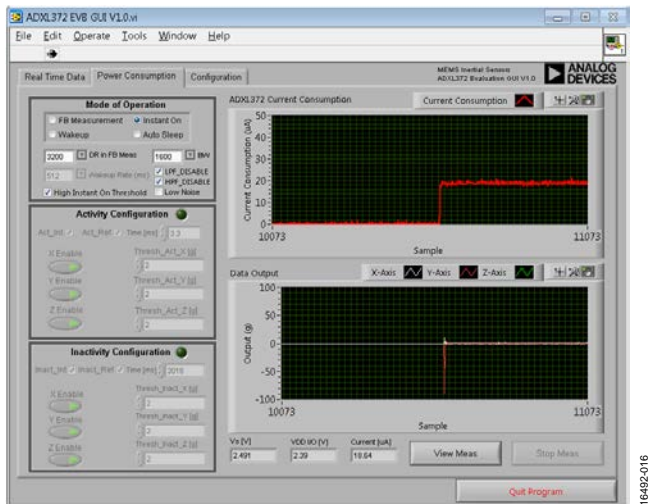 ADXL372 EVB GUI V1.0.vi
File Edit Operate Tools Window Help
Real Time Data Power Consumption Configuration
MEMS Inertial Sensors
ADXL372 Evaluation GUI V1.0
ANALOG
DEVICES
Mode of Operation
FB Measurement Instant On
Wakeup Auto Sleep
3200 DR in FB Meas 1600 BW
512 Wakeup Rate (ms) LPF_DISABLE
HPF_DISABLE
High Instant On Threshold Low Noise
Activity Configuration
Act_Int Act_Ref Time [ms] 3.3
X Enable Thresh_Act_X [g]
2
Y Enable Thresh_Act_Y [g]
2
Z Enable Thresh_Act_Z [g]
2
Inactivity Configuration
Inact_Int Inact_Ref Time [ms] 2018
X Enable Thresh_Inact_X [g]
2
Y Enable Thresh_Inact_Y [g]
2
Z Enable Thresh_Inact_Z [g]
2
ADXL372 Current Consumption Current Consumption
Current Consumption (uA)
50
40
30
20
10
0
10073 11073
Sample
Data Output X-Axis Y-Axis Z-Axis
Output (g)
100
50
0
-50
-100
10073 11073
Sample
Vs [V] VDD I/O [V] Current [uA]
2.491 2.39 18.64 View Meas Stop Meas
Quit Program
16492-016